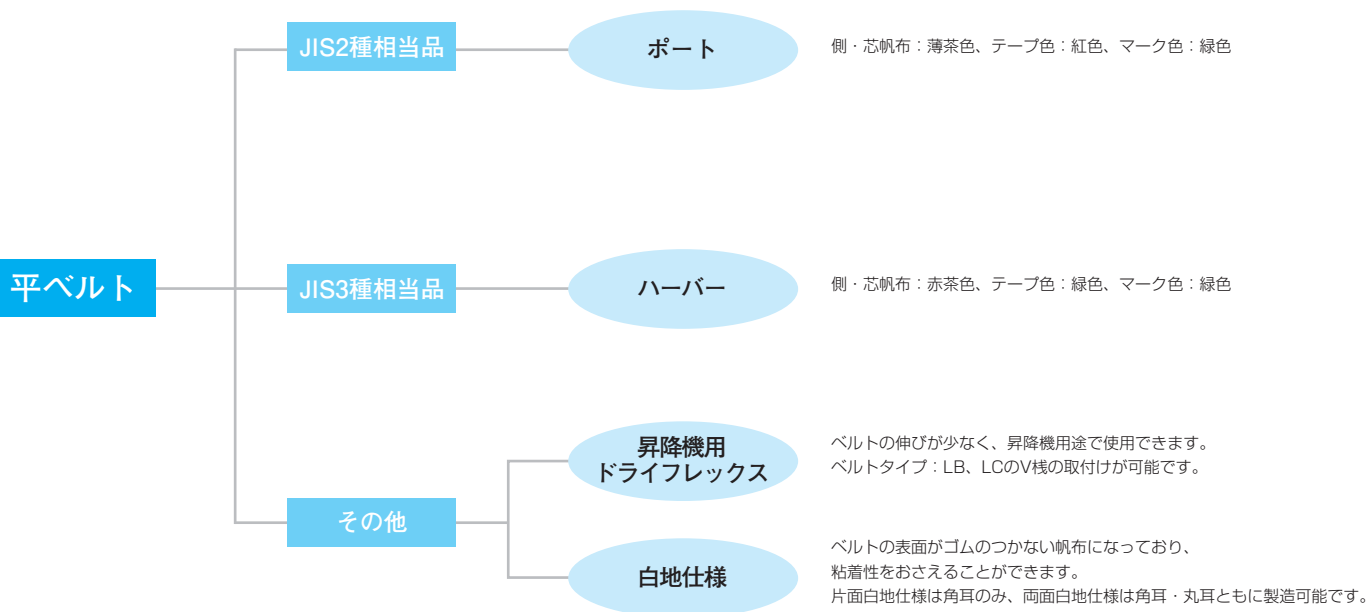 平ベルト
JIS2種相当品
ポート
側・芯帆布：薄茶色、テープ色：紅色、マーク色：緑色
JIS3種相当品
ハーバー
側・芯帆布：赤茶色、テープ色：緑色、マーク色：緑色
その他
昇降機用
ドライフレックス
ベルトの伸びが少なく、昇降機用途で使用できます。
ベルトタイプ：LB、LCのV桟の取付けが可能です。
白地仕様
ベルトの表面がゴムのつかない帆布になっており、
粘着性をおさえることができます。
片面白地仕様は角耳のみ、両面白地仕様は角耳・丸耳ともに製造可能です。